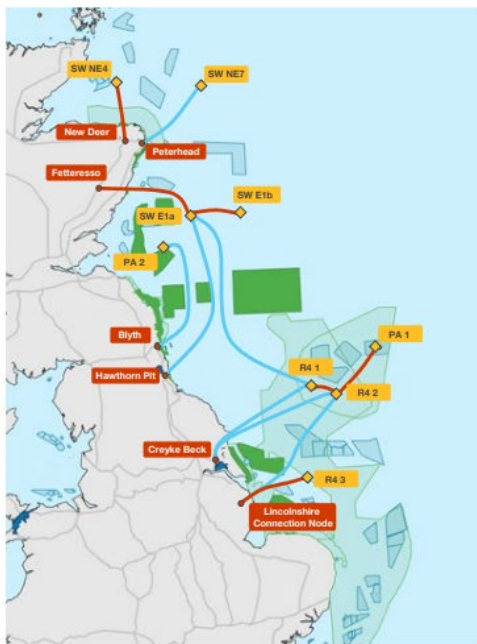 SW NE4
SW NE7
New Deer
Peterhead
Fetteresso
SW E1b
SW E1a
PA 2
Blyth
PA 1
R4 1
Hawthorn Pit
R4 2
Creyke Beck
R4 3
Lincolnshire
Connection Node